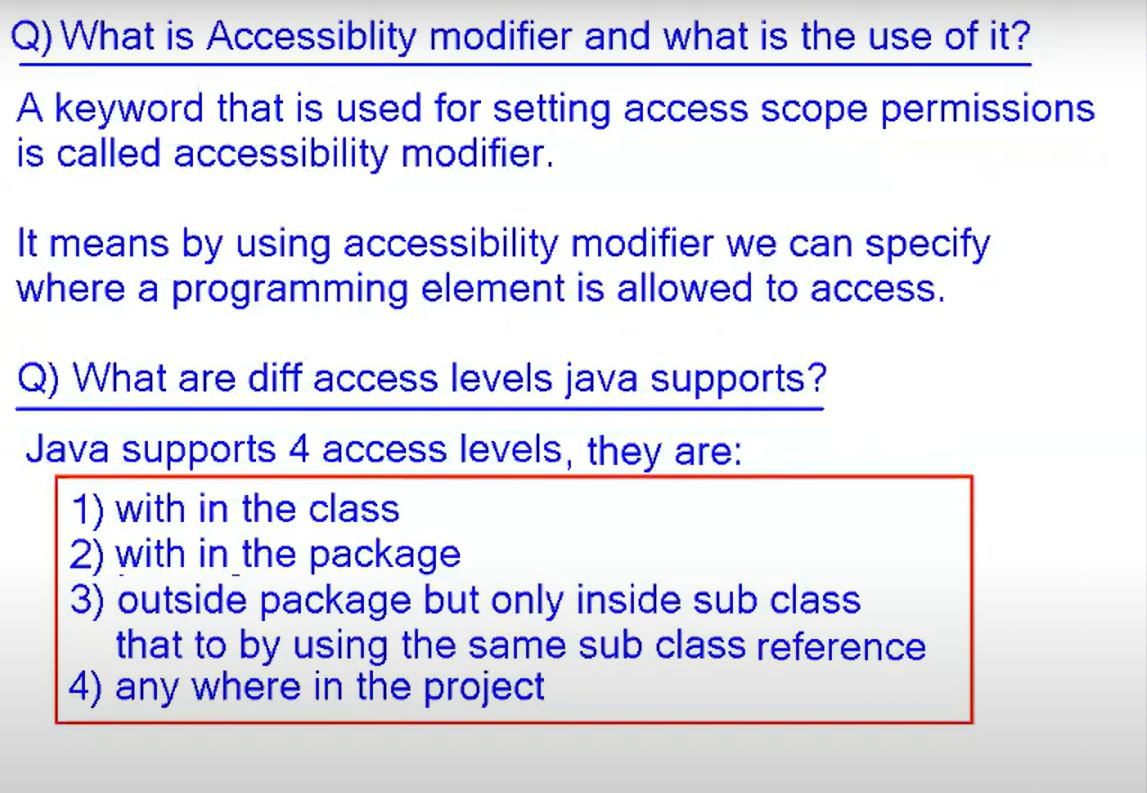 Q) What is Accessiblity modifier and what is the use of it?
A keyword that is used for setting access scope permissions
is called accessibility modifier.
It means by using accessibility modifier we can specify
where a programming element is allowed to access.
Q) What are diff access levels java supports?
Java supports 4 access levels, they are:
1) with in the class
2) with in the package
3) outside package but only inside sub class
that to by using the same sub class reference
4) any where in the project